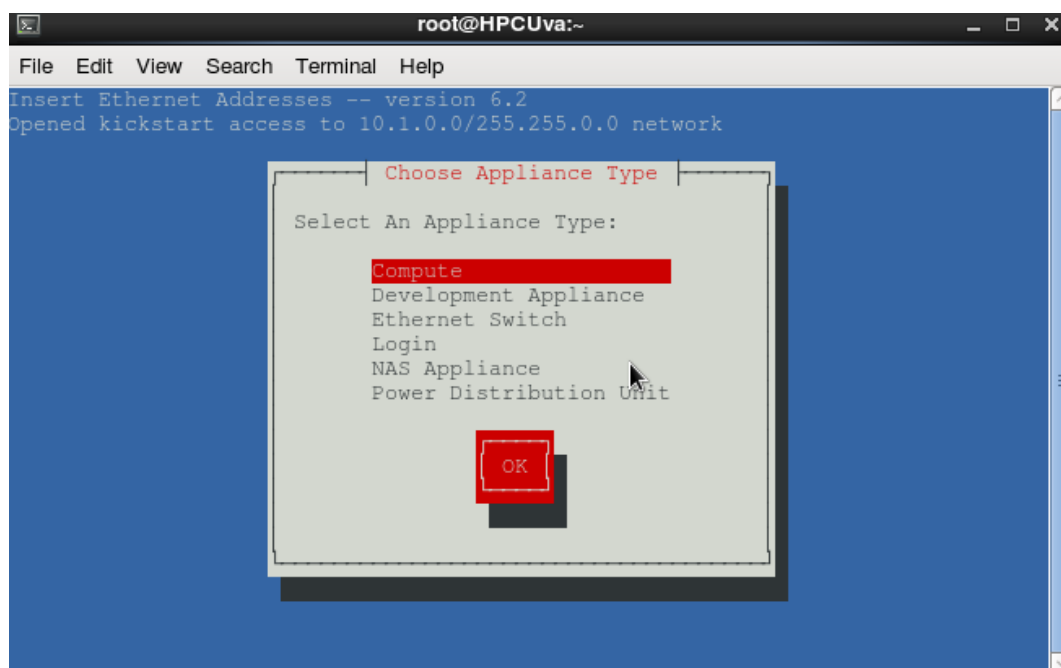 root@HPCUva:~
File Edit View Search Terminal Help
Insert Ethernet Addresses -- version 6.2
Opened kickstart access to 10.1.0.0/255.255.0.0 network
Choose Appliance Type
Select An Appliance Type:
Compute
Development Appliance
Ethernet Switch
Login
NAS Appliance
Power Distribution Unit
OK